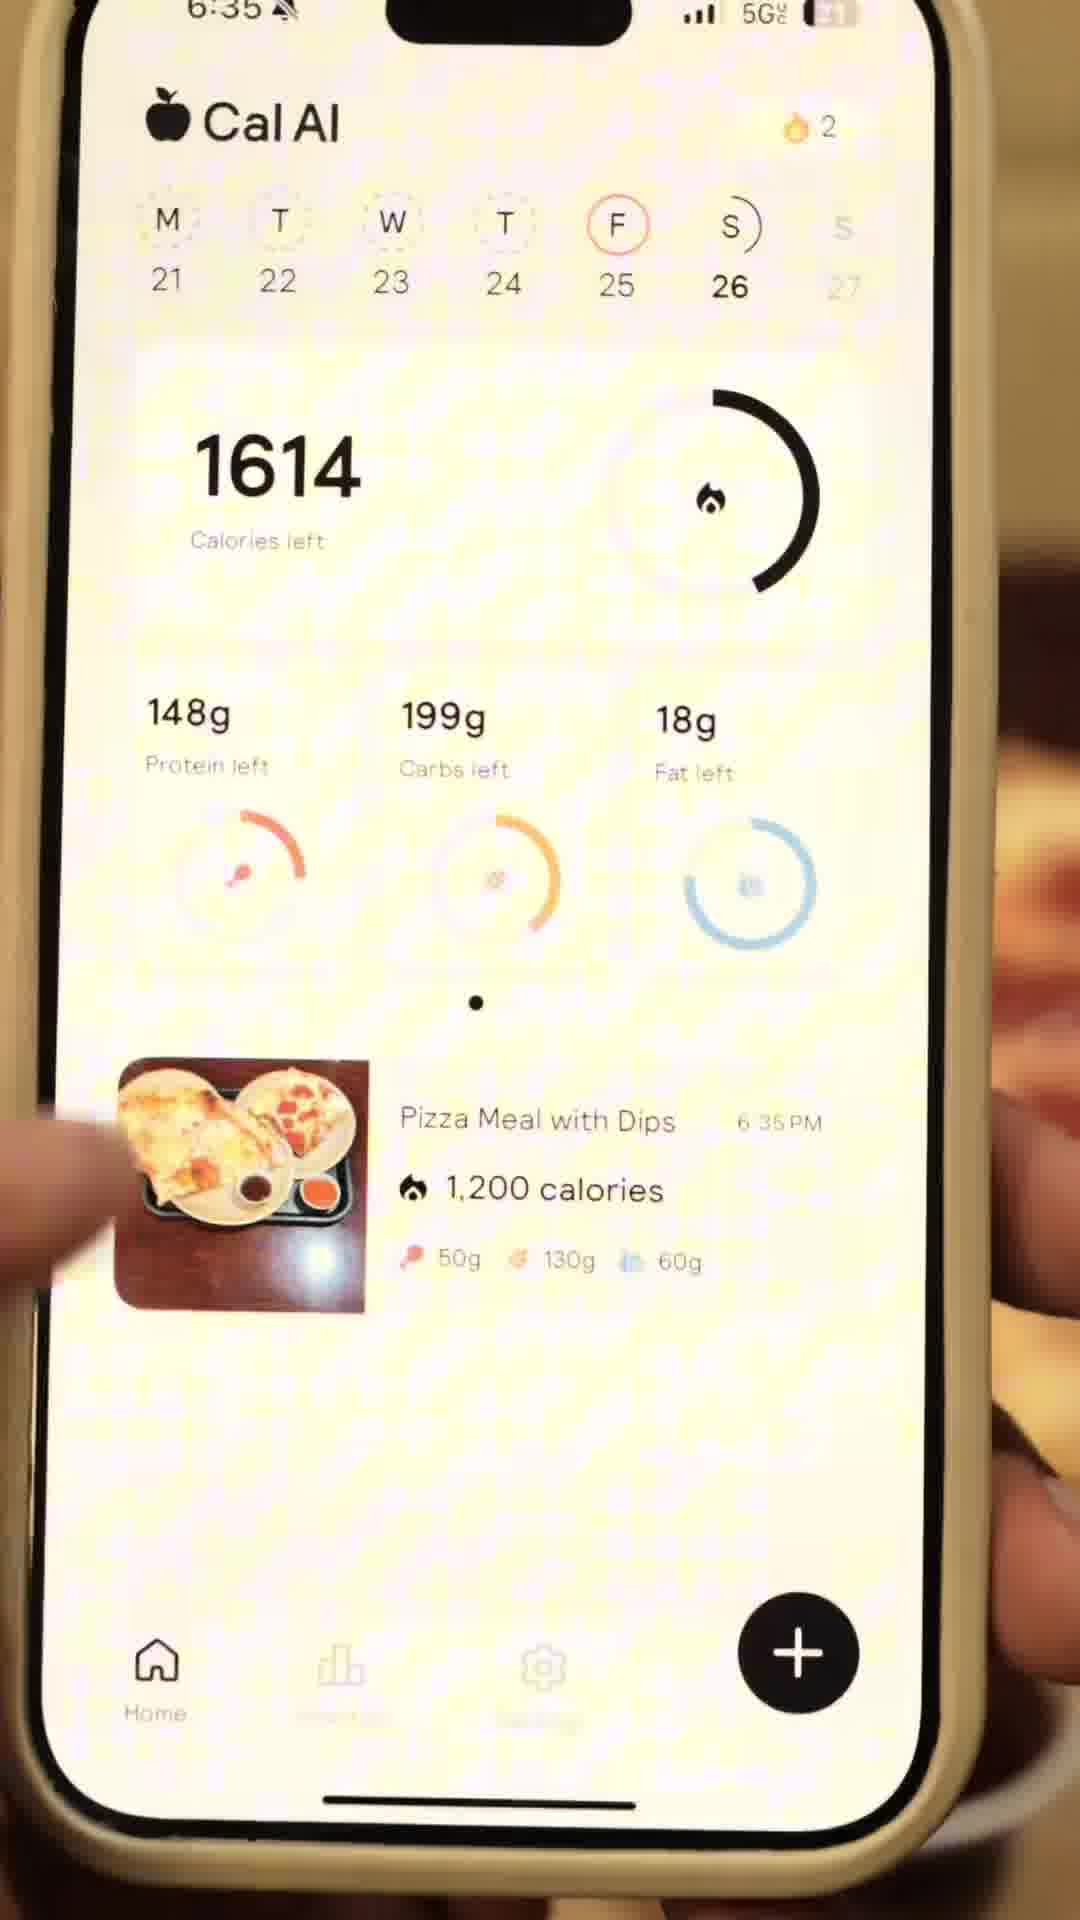 6:35
5G
21
Cal AI
2
M T W T F S S
21 22 23 24 25 26 27
1614
Calories left
148g 199g 18g
Protein left Carbs left Fat left
Pizza Meal with Dips 6:35 PM
1,200 calories
50g 130g 60g
Home